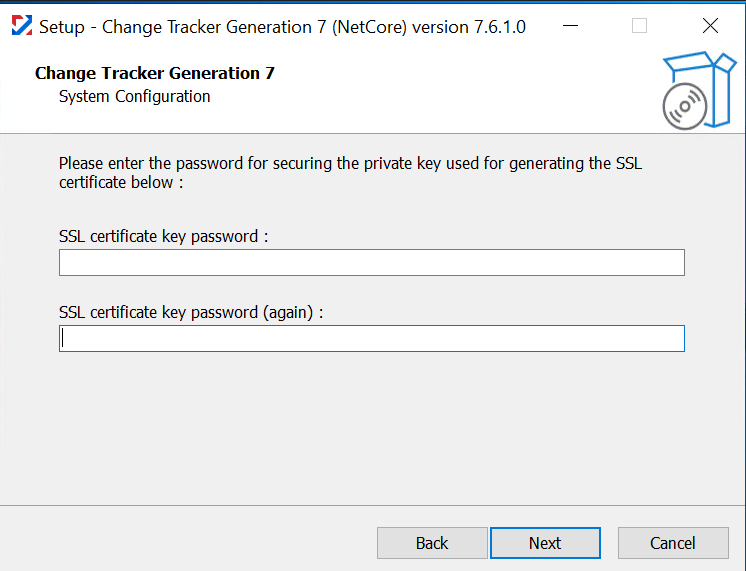 Setup - Change Tracker Generation 7 (NetCore) version 7.6.1.0
Change Tracker Generation 7
System Configuration
Please enter the password for securing the private key used for generating the SSL
certificate below :
SSL certificate key password :
SSL certificate key password (again) :
Back
Next
Cancel